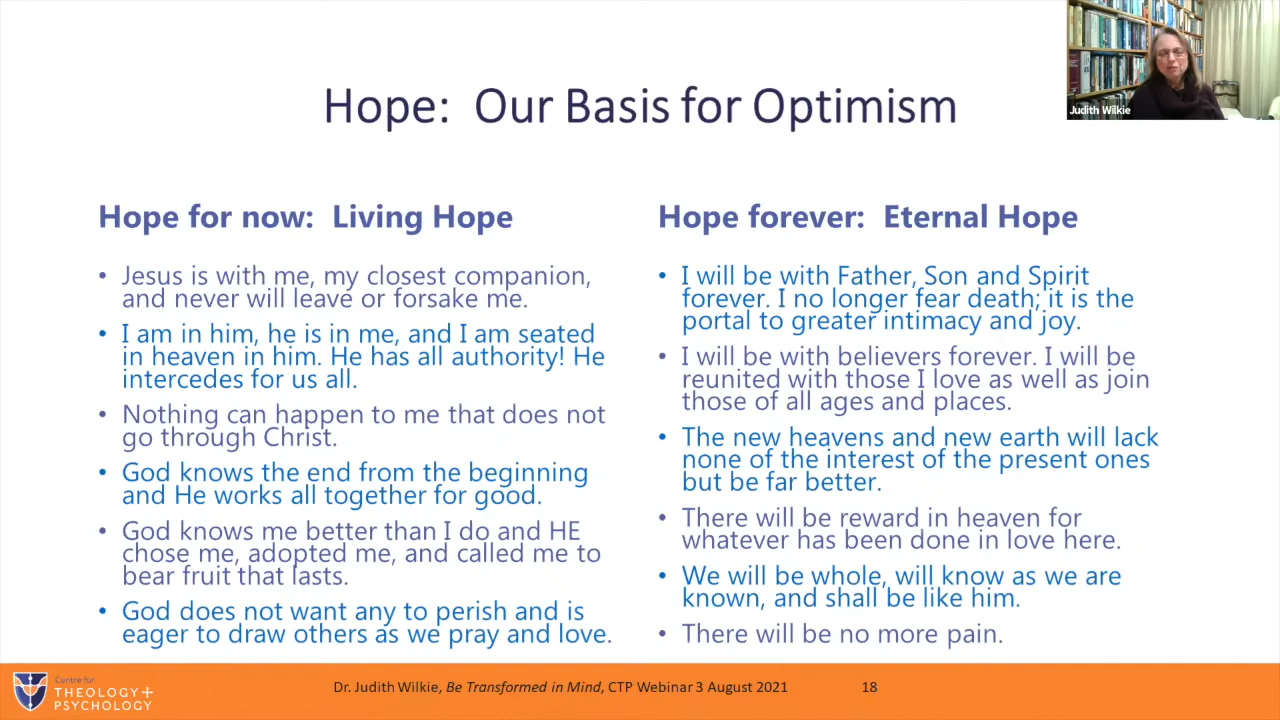 Judith Wilkie
Hope: Our Basis for Optimism
Hope for now: Living Hope
• Jesus is with me, my closest companion,
and never will leave or forsake me.
• I am in him, he is in me, and I am seated
in heaven in him. He has all authority! He
intercedes for us all.
• Nothing can happen to me that does not
go through Christ.
• God knows the end from the beginning
and He works all together for good.
• God knows me better than I do and HE
chose me, adopted me, and called me to
bear fruit that lasts.
• God does not want any to perish and is
eager to draw others as we pray and love.
Hope forever: Eternal Hope
• I will be with Father, Son and Spirit
forever. I no longer fear death; it is the
portal to greater intimacy and joy.
• I will be with believers forever. I will be
reunited with those I love as well as join
those of all ages and places.
• The new heavens and new earth will lack
none of the interest of the present ones
but be far better.
• There will be reward in heaven for
whatever has been done in love here.
• We will be whole, will know as we are
known, and shall be like him.
• There will be no more pain.
Centre for
THEOLOGY+
PSYCHOLOGY
Dr. Judith Wilkie, Be Transformed in Mind, CTP Webinar 3 August 2021
18